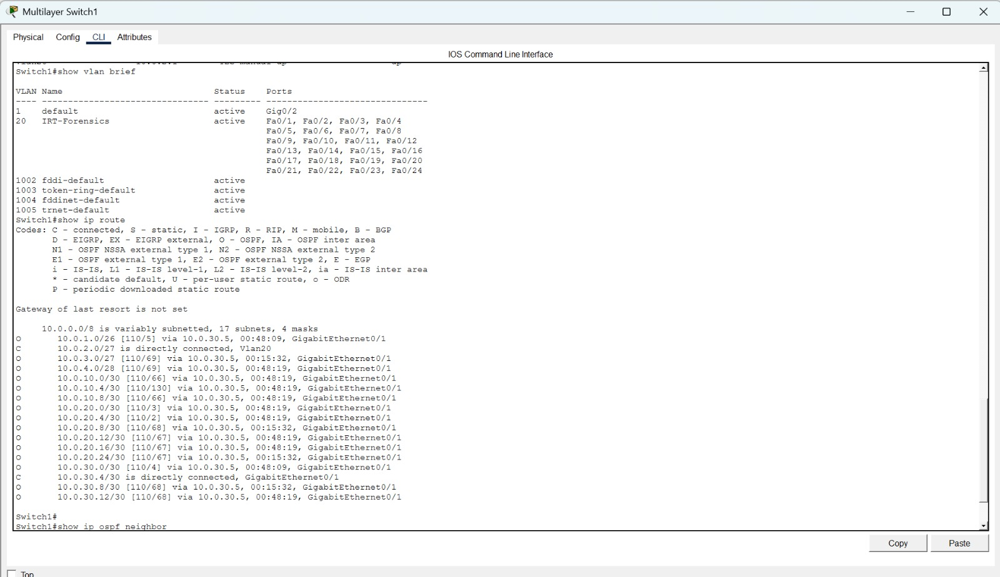 Multilayer Switch1
Physical Config CLI Attributes
IOS Command Line Interface
Switch1#show vlan brief
VLAN Name Status Ports
---- -------------------------------- --------- -------------------------------
1 default active Gig0/2
20 IRT-Forensics active Fa0/1, Fa0/2, Fa0/3, Fa0/4
Fa0/5, Fa0/6, Fa0/7, Fa0/8
Fa0/9, Fa0/10, Fa0/11, Fa0/12
Fa0/13, Fa0/14, Fa0/15, Fa0/16
Fa0/17, Fa0/18, Fa0/19, Fa0/20
Fa0/21, Fa0/22, Fa0/23, Fa0/24
1002 fddi-default active
1003 token-ring-default active
1004 fddinet-default active
1005 trnet-default active
Switch1#show ip route
Codes: C - connected, S - static, I - IGRP, R - RIP, M - mobile, B - BGP
D - EIGRP, EX - EIGRP external, O - OSPF, IA - OSPF inter area
N1 - OSPF NSSA external type 1, N2 - OSPF NSSA external type 2
E1 - OSPF external type 1, E2 - OSPF external type 2, E - EGP
i - IS-IS, L1 - IS-IS level-1, L2 - IS-IS level-2, ia - IS-IS inter area
* - candidate default, U - per-user static route, o - ODR
P - periodic downloaded static route
Gateway of last resort is not set
10.0.0.0/8 is variably subnetted, 17 subnets, 4 masks
O 10.0.1.0/26 [110/5] via 10.0.30.5, 00:48:09, GigabitEthernet0/1
C 10.0.2.0/27 is directly connected, Vlan20
O 10.0.3.0/27 [110/69] via 10.0.30.5, 00:15:32, GigabitEthernet0/1
O 10.0.4.0/28 [110/69] via 10.0.30.5, 00:48:19, GigabitEthernet0/1
O 10.0.10.0/30 [110/66] via 10.0.30.5, 00:48:19, GigabitEthernet0/1
O 10.0.10.4/30 [110/130] via 10.0.30.5, 00:48:19, GigabitEthernet0/1
O 10.0.10.8/30 [110/66] via 10.0.30.5, 00:48:19, GigabitEthernet0/1
O 10.0.20.0/30 [110/3] via 10.0.30.5, 00:48:19, GigabitEthernet0/1
O 10.0.20.4/30 [110/2] via 10.0.30.5, 00:48:19, GigabitEthernet0/1
O 10.0.20.8/30 [110/68] via 10.0.30.5, 00:15:32, GigabitEthernet0/1
O 10.0.20.12/30 [110/67] via 10.0.30.5, 00:48:19, GigabitEthernet0/1
O 10.0.20.16/30 [110/67] via 10.0.30.5, 00:48:19, GigabitEthernet0/1
O 10.0.20.24/30 [110/67] via 10.0.30.5, 00:15:32, GigabitEthernet0/1
O 10.0.30.0/30 [110/4] via 10.0.30.5, 00:48:09, GigabitEthernet0/1
C 10.0.30.4/30 is directly connected, GigabitEthernet0/1
O 10.0.30.8/30 [110/68] via 10.0.30.5, 00:15:32, GigabitEthernet0/1
O 10.0.30.12/30 [110/68] via 10.0.30.5, 00:48:19, GigabitEthernet0/1
Switch1#
Switch1#show ip ospf neighbor
Copy Paste
Top